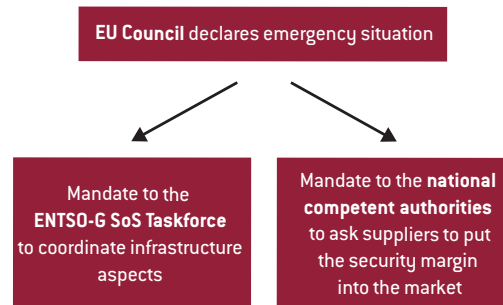 EU Council declares emergency situation
Mandate to the
ENTSO-G SoS Taskforce
to coordinate infrastructure
aspects
Mandate to the national
competent authorities
to ask suppliers to put
the security margin
into the market